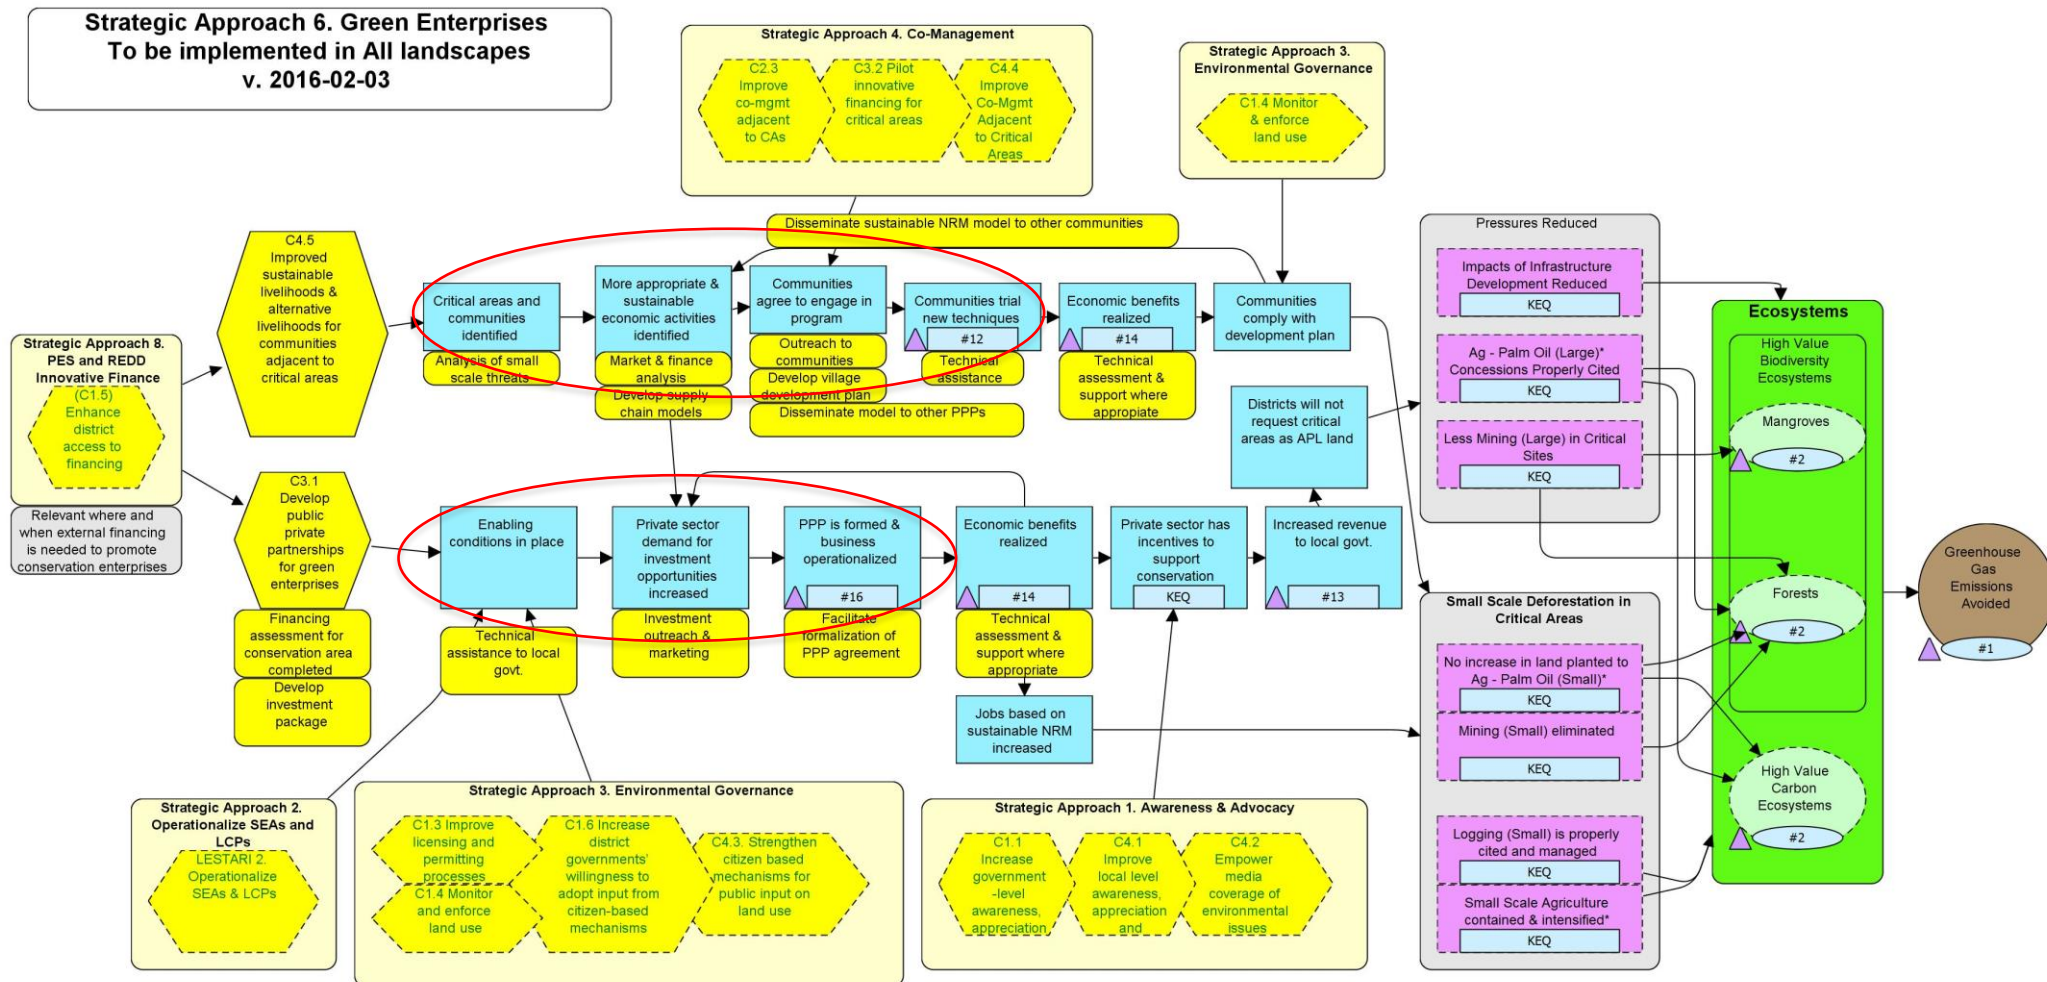 Strategic Approach 6. Green Enterprises
To be implemented in All landscapes
v. 2016-02-03
Strategic Approach 4. Co-Management
C2.3
Improve
co-mgmt
adjacent
to CAs
C3.2 Pilot
innovative
financing for
critical areas
C4.4
Improve
Co-Mgmt
Adjacent
to Critical
Areas
Strategic Approach 3.
Environmental Governance
C1.4 Monitor
& enforce
land use
Disseminate sustainable NRM model to other communities
Strategic Approach 8.
PES and REDD
Innovative Finance
(C1.5)
Enhance
district
access to
financing
Relevant where and
when external financing
is needed to promote
conservation enterprises
C4.5
Improved
sustainable
livelihoods &
alternative
livelihoods for
communities
adjacent to
critical areas
Critical areas and
communities
identified
Analysis of small
scale threats
More appropriate &
sustainable
economic activities
identified
Market & finance
analysis
Develop supply
chain models
Communities
agree to engage in
program
Outreach to
communities
Develop village
development plan
Disseminate model to other PPPs
Communities trial
new techniques
#12
Technical
assistance
Economic benefits
realized
#14
Technical
assessment &
support where
appropiate
Communities
comply with
development plan
Districts will not
request critical
areas as APL land
C3.1
Develop
public
private
partnerships
for green
enterprises
Financing
assessment for
conservation area
completed
Develop
investment
package
Enabling
conditions in place
Technical
assistance to local
govt.
Private sector
demand for
investment
opportunities
increased
Investment
outreach &
marketing
PPP is formed &
business
operationalized
#16
Facilitate
formalization of
PPP agreement
Economic benefits
realized
#14
Technical
assessment &
support where
appropriate
Jobs based on
sustainable NRM
increased
Private sector has
incentives to
support
conservation
KEQ
Increased revenue
to local govt.
#13
Pressures Reduced
Impacts of Infrastructure
Development Reduced
KEQ
Ag - Palm Oil (Large)*
Concessions Properly Cited
KEQ
Less Mining (Large) in Critical
Sites
KEQ
Small Scale Deforestation in
Critical Areas
No increase in land planted to
Ag - Palm Oil (Small)*
KEQ
Mining (Small) eliminated
KEQ
Logging (Small) is properly
cited and managed
KEQ
Small Scale Agriculture
contained & intensified*
KEQ
Ecosystems
High Value
Biodiversity
Ecosystems
Mangroves
#2
Forests
#2
High Value
Carbon
Ecosystems
#2
Greenhouse
Gas
Emissions
Avoided
#1
Strategic Approach 2.
Operationalize SEAs and
LCPs
LESTARI 2.
Operationalize
SEAs & LCPs
Strategic Approach 3. Environmental Governance
C1.3 Improve
licensing and
permitting
processes
C1.4 Monitor
and enforce
land use
C1.6 Increase
district
governments'
willingness to
adopt input from
citizen-based
mechanisms
C4.3. Strengthen
citizen based
mechanisms for
public input on
land use
Strategic Approach 1. Awareness & Advocacy
C1.1
Increase
government
-level
awareness,
appreciation
C4.1
Improve
local level
awareness,
appreciation
and
C4.2
Empower
media
coverage of
environmental
issues